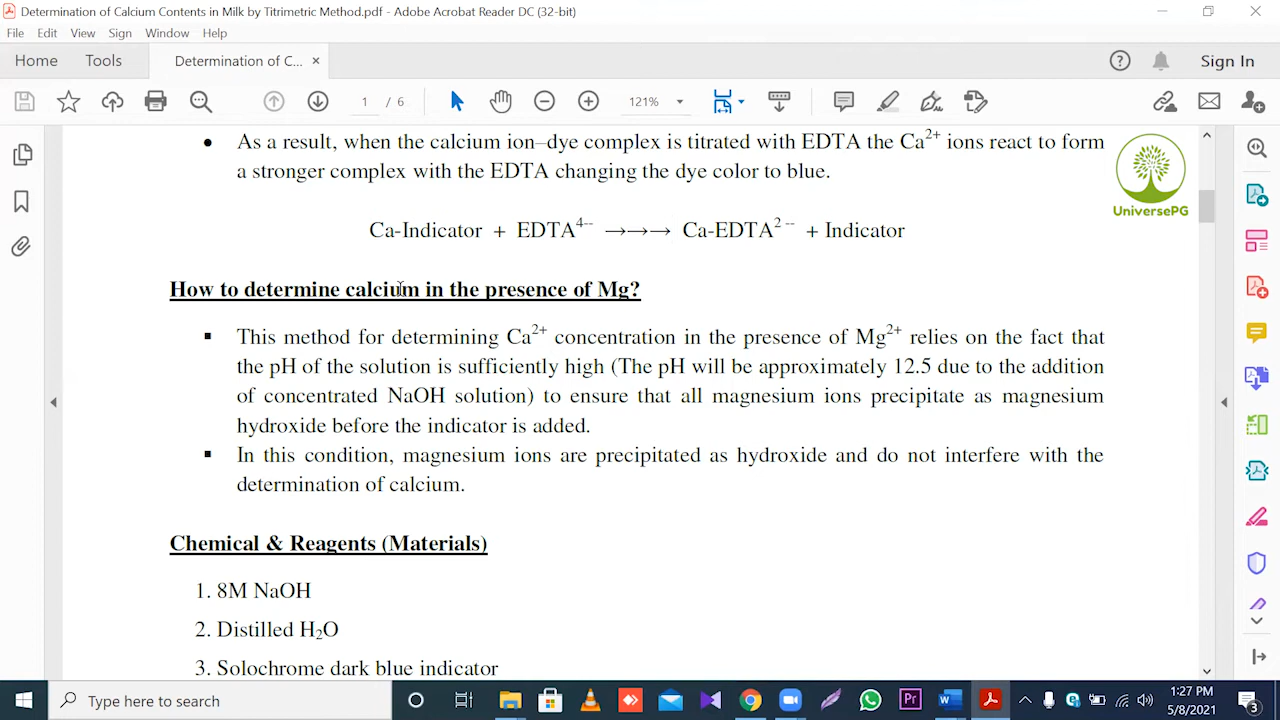 Determination of Calcium Contents in Milk by Titrimetric Method.pdf - Adobe Acrobat Reader DC (32-bit)
File Edit View Sign Window Help
Home Tools Determination of C... × Sign In
1 / 6 121%
• As a result, when the calcium ion–dye complex is titrated with EDTA the Ca2+ ions react to form
a stronger complex with the EDTA changing the dye color to blue.
UniversePG
Ca-Indicator + EDTA4-- →→→ Ca-EDTA2 -- + Indicator
How to determine calcium in the presence of Mg?
▪ This method for determining Ca2+ concentration in the presence of Mg2+ relies on the fact that
the pH of the solution is sufficiently high (The pH will be approximately 12.5 due to the addition
of concentrated NaOH solution) to ensure that all magnesium ions precipitate as magnesium
hydroxide before the indicator is added.
▪ In this condition, magnesium ions are precipitated as hydroxide and do not interfere with the
determination of calcium.
Chemical & Reagents (Materials)
1. 8M NaOH
2. Distilled H2O
3. Solochrome dark blue indicator
Type here to search
1:27 PM
5/8/2021
3